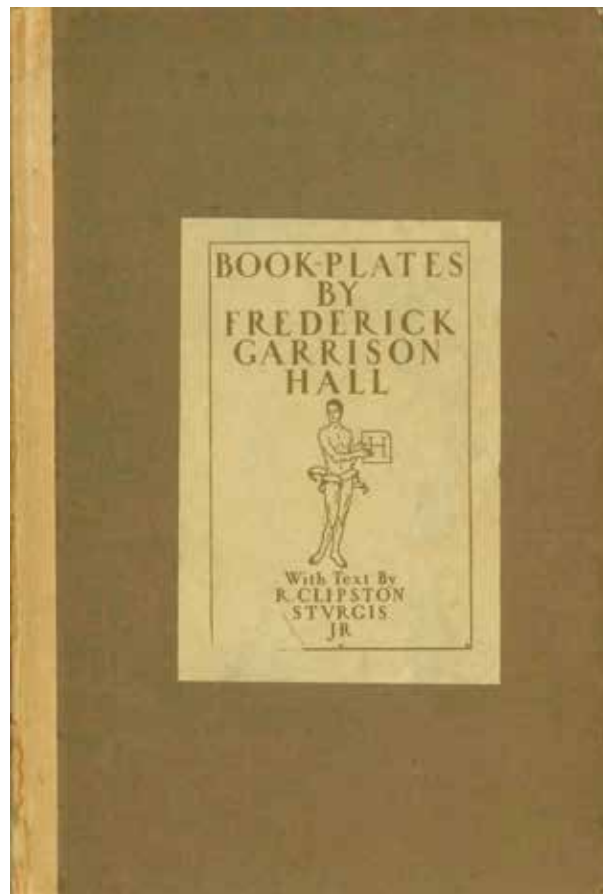 BOOK-PLATES
BY
FREDERICK
GARRISON
HALL
H
With Text By
R. CLIPSTON
STVRGIS
JR